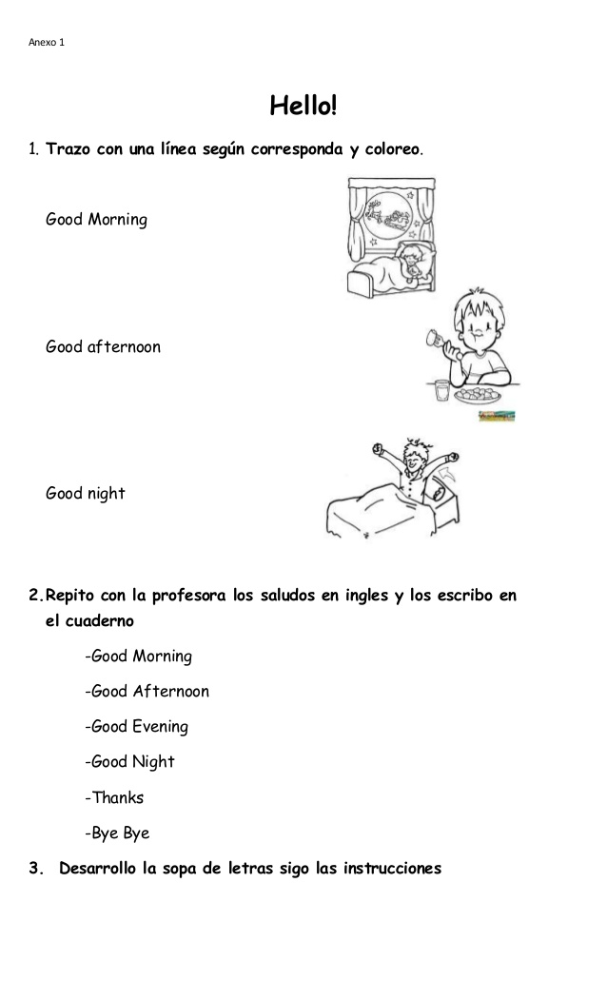 Anexo 1
Hello!
1. Trazo con una línea según corresponda y coloreo.
Good Morning
Good afternoon
Good night
2.Repito con la profesora los saludos en ingles y los escribo en
el cuaderno
-Good Morning
-Good Afternoon
-Good Evening
-Good Night
-Thanks
-Bye Bye
3. Desarrollo la sopa de letras sigo las instrucciones